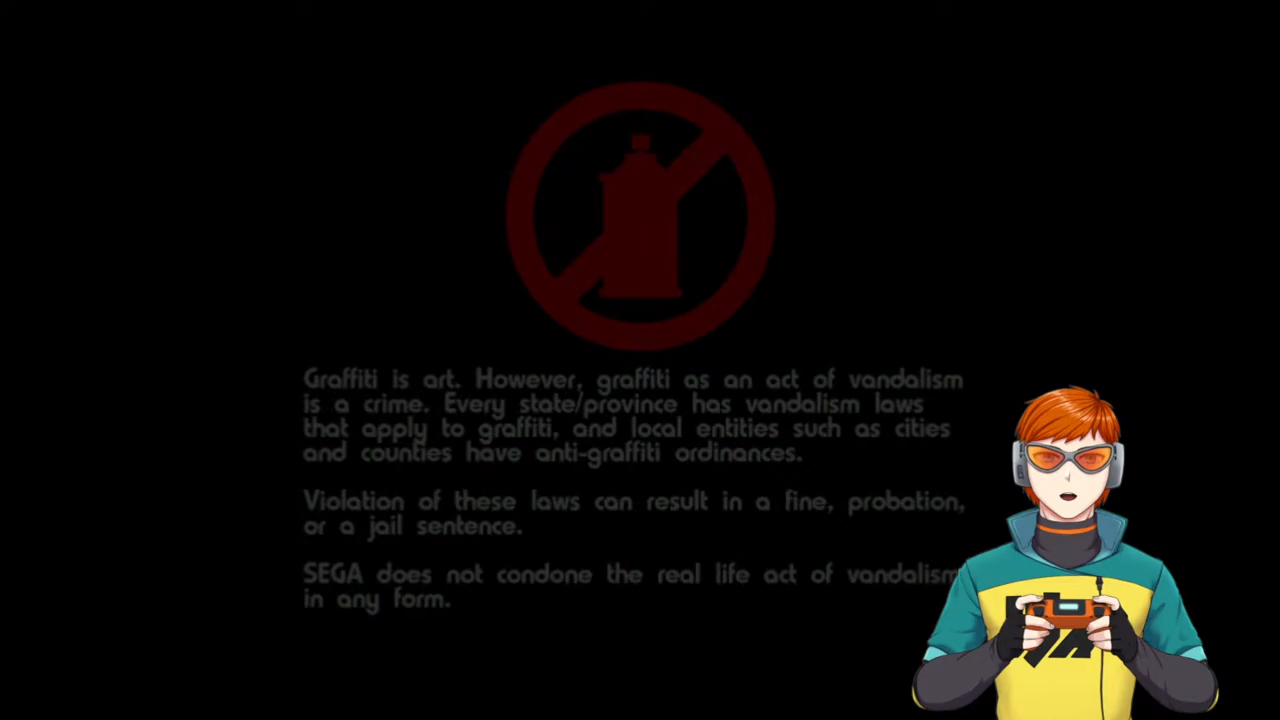 Graffiti is art. However, graffiti as an act of vandalism
is a crime. Every state/province has vandalism laws
that apply to graffiti, and local entities such as cities
and counties have anti-graffiti ordinances.
Violation of these laws can result in a fine, probation,
or a jail sentence.
SEGA does not condone the real life act of vandalism
in any form.